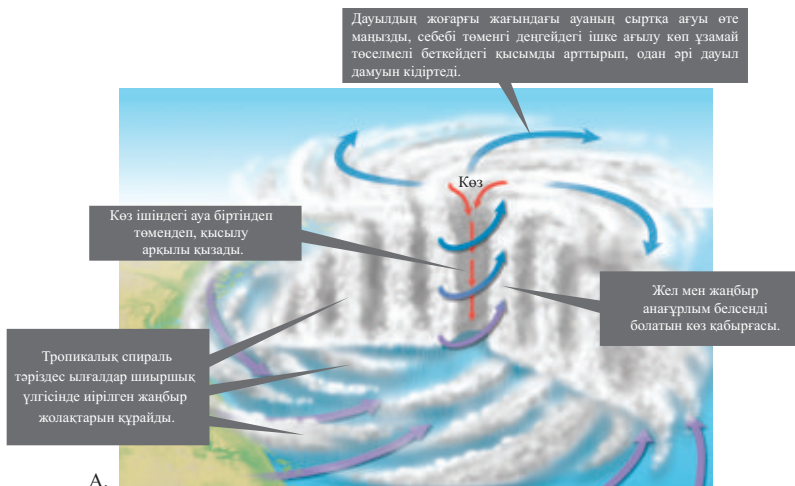 Дауылдың жоғарғы жағындағы ауаның сыртқа ағуы өте
маңызды, себебі төменгі деңгейдегі ішке ағылу көп ұзамай
төселмелі беткейдегі қысымды арттырып, одан әрі дауыл
дамуын кідіртеді.
Көз
Көз ішіндегі ауа біртіндеп
төмендеп, қысылу
арқылы қызады.
Жел мен жаңбыр
анағұрлым белсенді
болатын көз қабырғасы.
Тропикалық спираль
тәріздес ылғалдар шиыршық
үлгісінде иірілген жаңбыр
жолақтарын құрайды.
А.